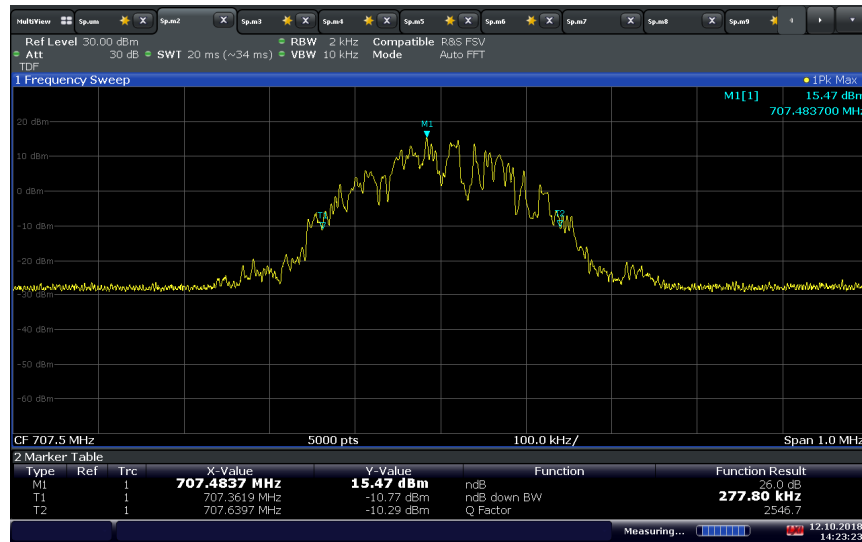 MultiView Sp.um X Sp.m2 X Sp.m3 X Sp.m4 X Sp.m5 X Sp.m6 X Sp.m7 X Sp.m8 X Sp.m9
Ref Level 30.00 dBm RBW 2 kHz Compatible R&S FSV
Att 30 dB SWT 20 ms (~34 ms) VBW 10 kHz Mode Auto FFT
TDF
1 Frequency Sweep 1Pk Max
M1[1] 15.47 dBm
707.483700 MHz
20 dBm
M1
10 dBm
0 dBm
T1 T2
-10 dBm
-20 dBm
-30 dBm
-40 dBm
-50 dBm
-60 dBm
CF 707.5 MHz 5000 pts 100.0 kHz/ Span 1.0 MHz
2 Marker Table
Type Ref Trc X-Value Y-Value Function Function Result
M1 1 707.4837 MHz 15.47 dBm ndB 26.0 dB
T1 1 707.3619 MHz -10.77 dBm ndB down BW 277.80 kHz
T2 1 707.6397 MHz -10.29 dBm Q Factor 2546.7
Measuring... 12.10.2018
14:23:23